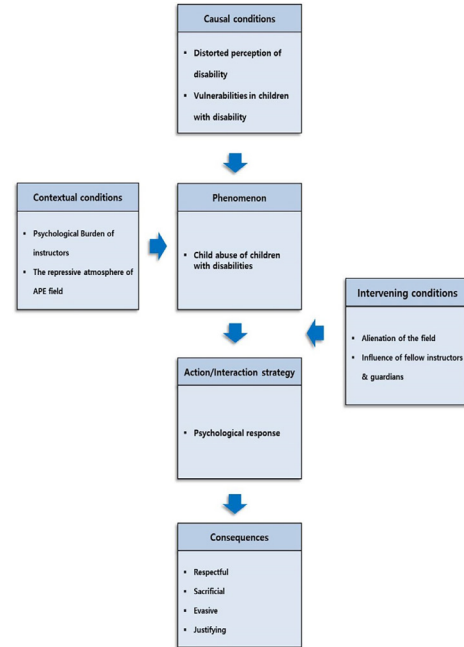 Causal conditions
▪ Distorted perception of
disability
▪ Vulnerabilities in children
with disability
Contextual conditions
▪ Psychological Burden of
instructors
▪ The repressive atmosphere of
APE field
Phenomenon
▪ Child abuse of children
with disabilities
Intervening conditions
▪ Alienation of the field
▪ Influence of fellow instructors
& guardians
Action/Interaction strategy
▪ Psychological response
Consequences
▪ Respectful
▪ Sacrificial
▪ Evasive
▪ Justifying